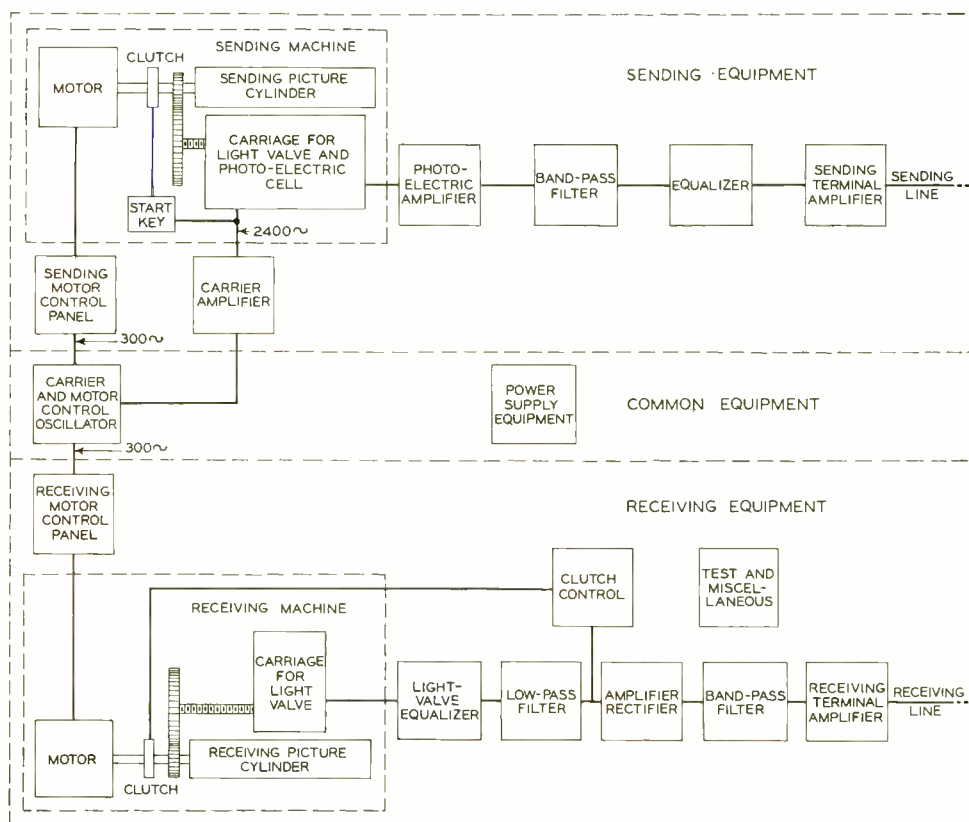 SENDING MACHINE
CLUTCH
MOTOR
SENDING PICTURE
CYLINDER
SENDING EQUIPMENT
CARRIAGE FOR
LIGHT VALVE AND
PHOTO-ELECTRIC
CELL
START
KEY
2400~
PHOTO-
ELECTRIC
AMPLIFIER
BAND-PASS
FILTER
EQUALIZER
SENDING
TERMINAL
AMPLIFIER
SENDING
LINE
SENDING
MOTOR
CONTROL
PANEL
CARRIER
AMPLIFIER
300~
CARRIER
AND MOTOR
CONTROL
OSCILLATOR
POWER
SUPPLY
EQUIPMENT
COMMON EQUIPMENT
300~
RECEIVING
MOTOR
CONTROL
PANEL
RECEIVING EQUIPMENT
CLUTCH
CONTROL
TEST AND
MISCEL-
LANEOUS
RECEIVING MACHINE
CARRIAGE
FOR
LIGHT
VALVE
LIGHT-
VALVE
EQUALIZER
LOW-PASS
FILTER
AMPLIFIER
RECTIFIER
BAND-PASS
FILTER
RECEIVING
TERMINAL
AMPLIFIER
RECEIVING
LINE
MOTOR
RECEIVING PICTURE
CYLINDER
CLUTCH